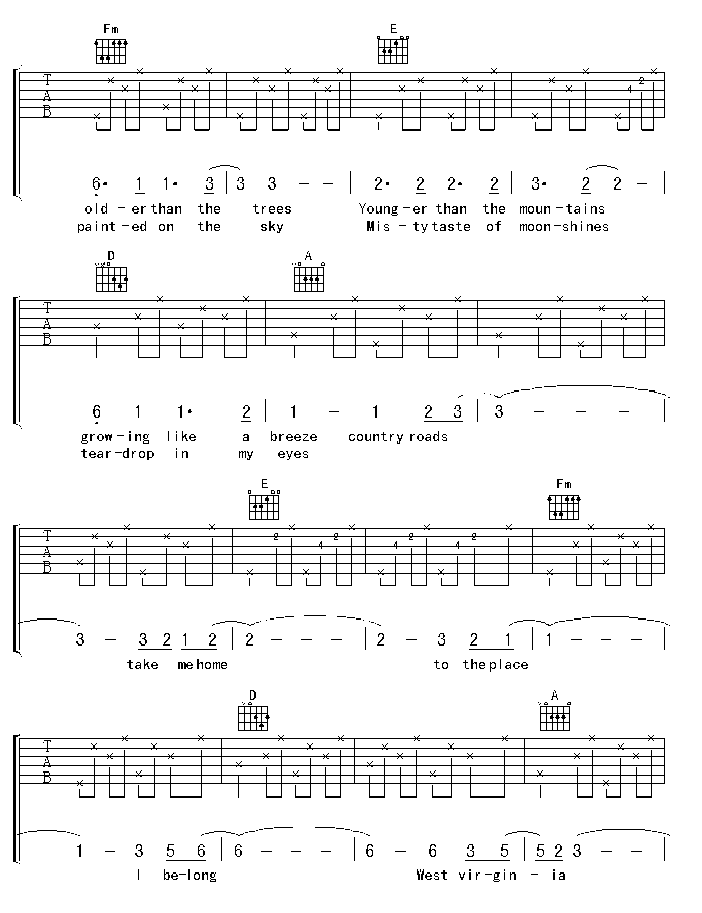 Fm E
T
A
B
4 2
6· 1 1· 3 | 3 3 - - | 2· 2 2· 2 | 3· 2 2 - |
old-er than the trees Young-er than the moun-tains
paint-ed on the sky Mis-ty taste of moon-shines
D A
T
A
B
6 1 1· 2 | 1 - 1 2 3 | 3 - - - |
grow-ing like a breeze country roads
tear-drop in my eyes
E Fm
T
A
B
2 4 2 4 2 4 2
3 - 3 2 1 2 | 2 - - - | 2 - 3 2 1 | 1 - - - |
take me home to the place
D A
T
A
B
1 - 3 5 6 | 6 - - - | 6 - 6 3 5 | 5 2 3 - - |
I be-long West vir-gin-ia